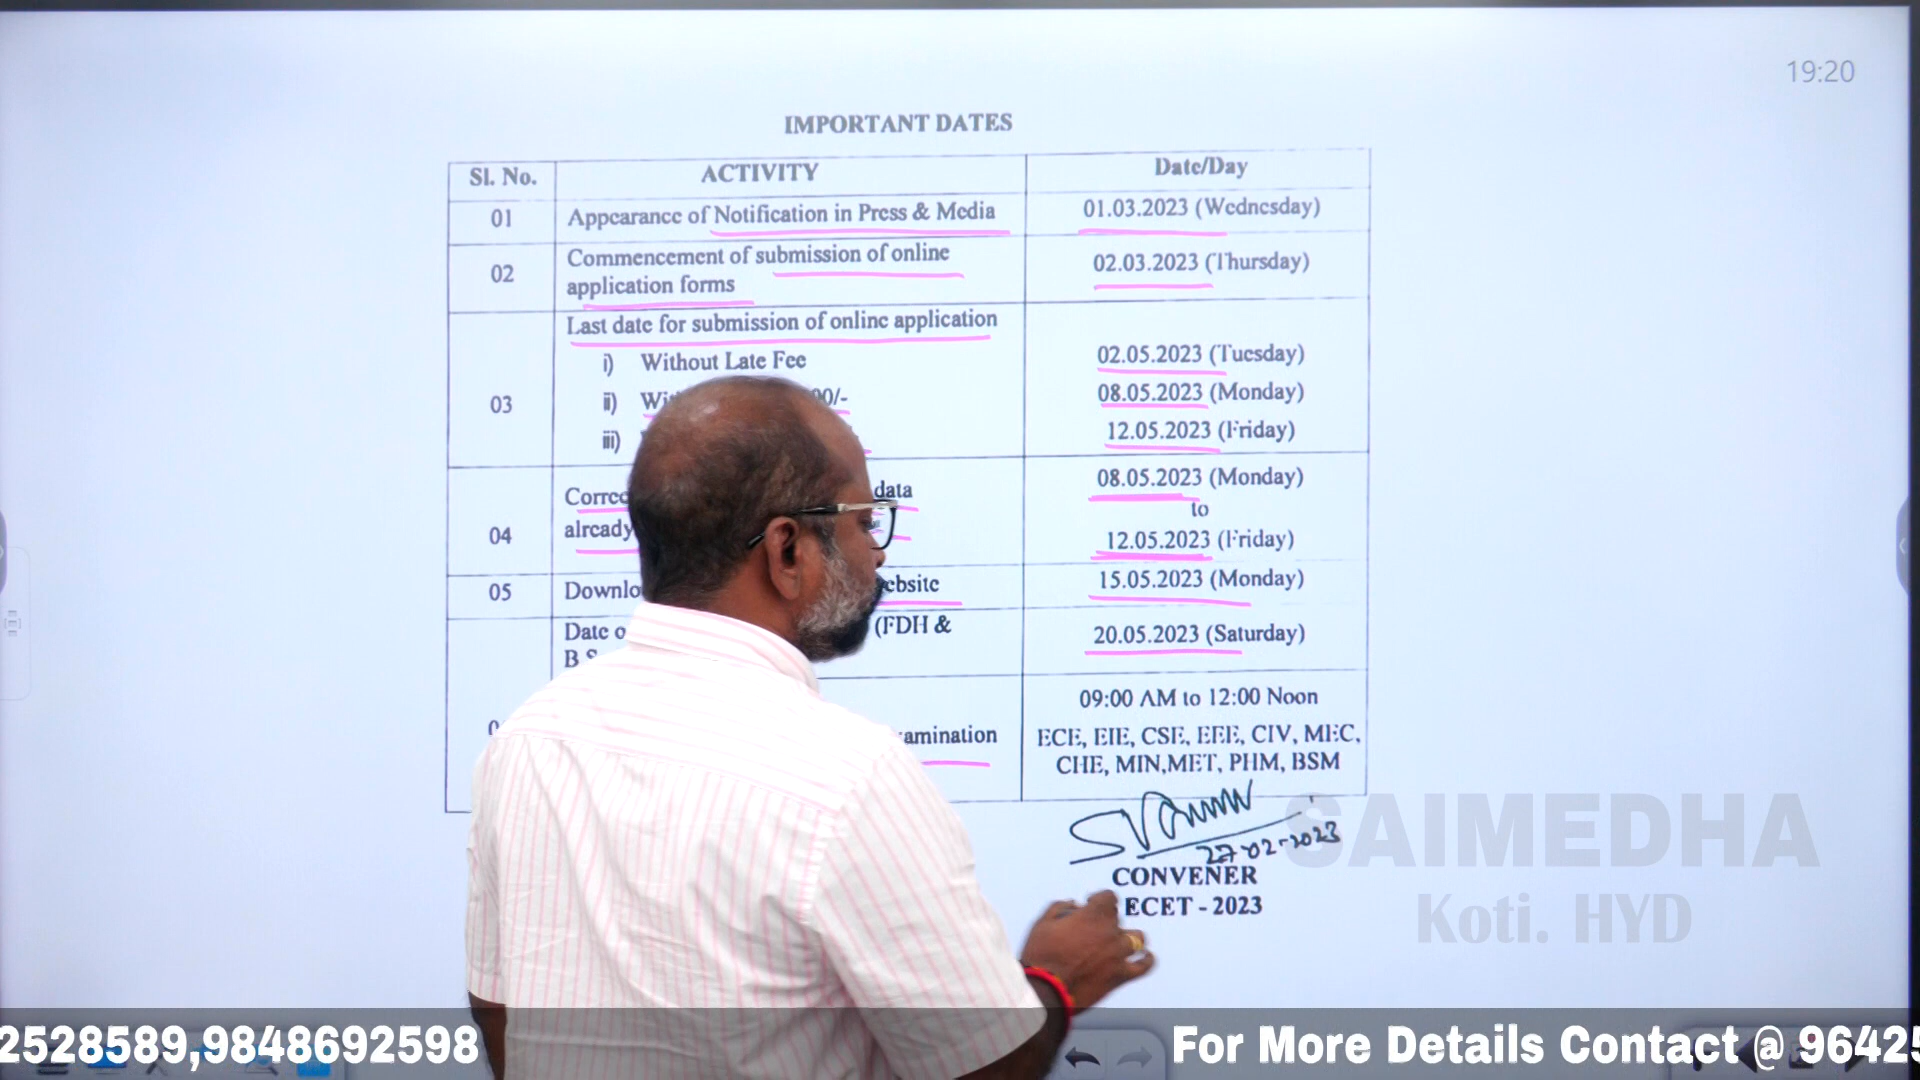 19:20
IMPORTANT DATES
Sl. No. ACTIVITY Date/Day
01 Appearance of Notification in Press & Media 01.03.2023 (Wednesday)
02 Commencement of submission of online application forms 02.03.2023 (Thursday)
03 Last date for submission of online application
i) Without Late Fee 02.05.2023 (Tuesday)
ii) 00/- 08.05.2023 (Monday)
iii) 12.05.2023 (Friday)
04 data already 08.05.2023 (Monday)
to
12.05.2023 (Friday)
05 15.05.2023 (Monday)
Date (FDH & 20.05.2023 (Saturday)
09:00 AM to 12:00 Noon
ECE, EIE, CSE, EEE, CIV, MEC,
CHE, MIN,MET, PHM, BSM
27-02-2023
CONVENER
ECET - 2023
SAIMEDHA
Koti. HYD
2528589,9848692598 For More Details Contact @ 9642